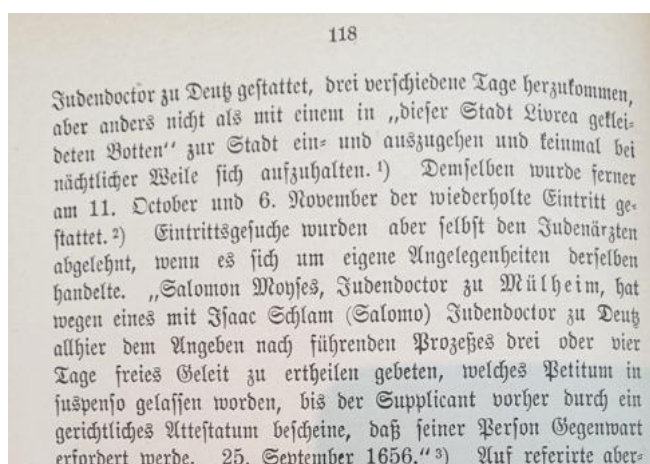 118
Judendoctor zu Deutz gestattet, drei verschiedene Tage herzukommen,
aber anders nicht als mit einem in „dieser Stadt Livrea geklei-
deten Botten“ zur Stadt ein- und auszugehen und keinmal bei
nächtlicher Weile sich aufzuhalten. ¹) Demselben wurde ferner
am 11. October und 6. November der wiederholte Eintritt ge-
stattet. ²) Eintrittsgesuche wurden aber selbst den Judenärzten
abgelehnt, wenn es sich um eigene Angelegenheiten derselben
handelte. „Salomon Moyses, Judendoctor zu Mülheim, hat
wegen eines mit Isaac Schlam (Salomo) Judendoctor zu Deutz
allhier dem Angeben nach führenden Prozeßes drei oder vier
Tage freies Geleit zu ertheilen gebeten, welches Petitum in
suspenso gelassen worden, bis der Supplicant vorher durch ein
gerichtliches Attestatum bescheine, daß seiner Person Gegenwart
erfordert werde. 25. September 1656.“ ³) Auf referirte aber-